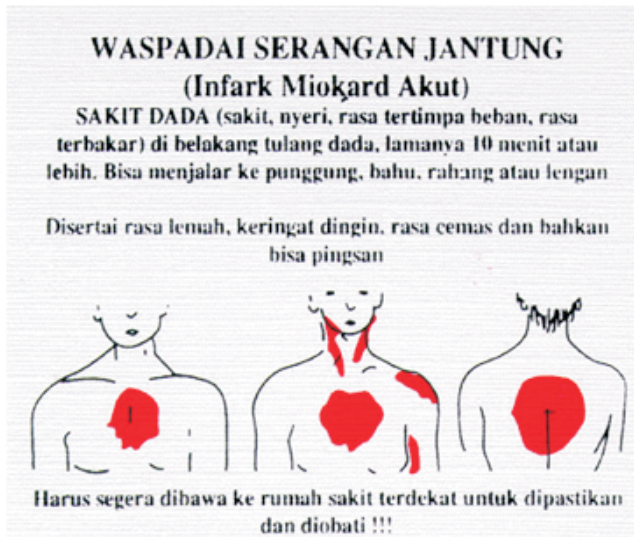 WASPADAI SERANGAN JANTUNG
(Infark Miokard Akut)
SAKIT DADA (sakit, nyeri, rasa tertimpa beban, rasa
terbakar) di belakang tulang dada, lamanya 10 menit atau
lebih. Bisa menjalar ke punggung, bahu, rahang atau lengan
Disertai rasa lemah, keringat dingin, rasa cemas dan bahkan
bisa pingsan
Harus segera dibawa ke rumah sakit terdekat untuk dipastikan
dan diobati !!!